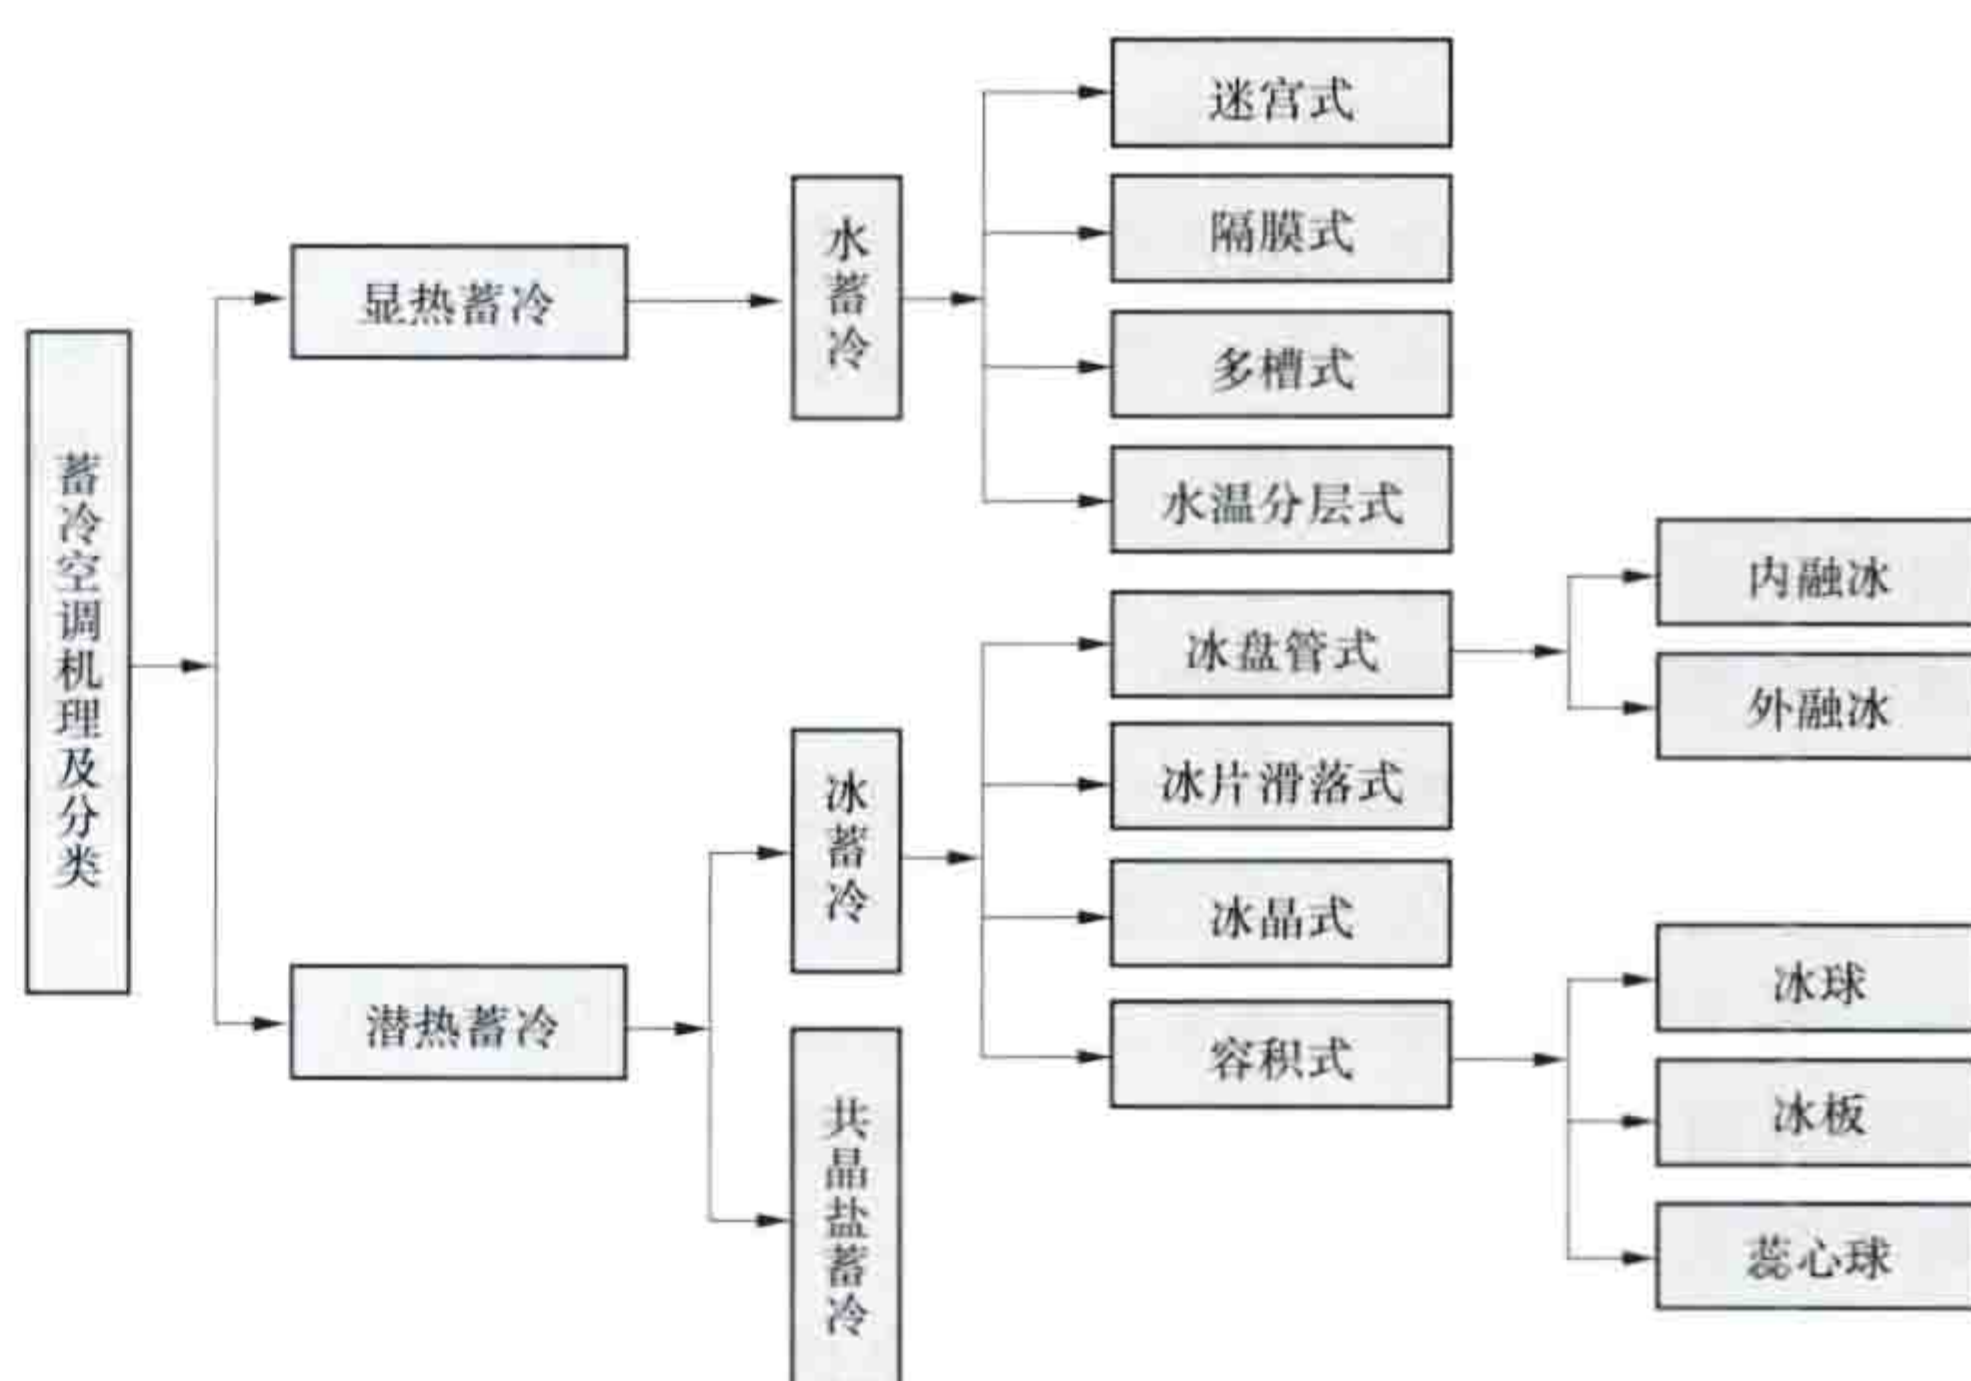 蓄冷空调机理及分类
显热蓄冷
潜热蓄冷
水蓄冷
冰蓄冷
共晶盐蓄冷
迷宫式
隔膜式
多槽式
水温分层式
冰盘管式
冰片滑落式
冰晶式
容积式
内融冰
外融冰
冰球
冰板
蕊心球